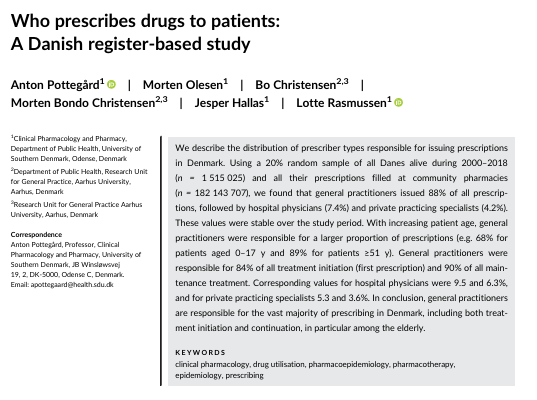 Who prescribes drugs to patients:
A Danish register-based study
Anton Pottegård1 | Morten Olesen1 | Bo Christensen2,3 |
Morten Bondo Christensen2,3 | Jesper Hallas1 | Lotte Rasmussen1
1Clinical Pharmacology and Pharmacy,
Department of Public Health, University of
Southern Denmark, Odense, Denmark
2Department of Public Health, Research Unit
for General Practice, Aarhus University,
Aarhus, Denmark
3Research Unit for General Practice Aarhus
University, Aarhus, Denmark
Correspondence
Anton Pottegård, Professor, Clinical
Pharmacology and Pharmacy, University of
Southern Denmark, JB Winsløwsvej
19, 2, DK-5000, Odense C, Denmark.
Email: apottegaard@health.sdu.dk
We describe the distribution of prescriber types responsible for issuing prescriptions
in Denmark. Using a 20% random sample of all Danes alive during 2000–2018
(n = 1 515 025) and all their prescriptions filled at community pharmacies
(n = 182 143 707), we found that general practitioners issued 88% of all prescrip-
tions, followed by hospital physicians (7.4%) and private practicing specialists (4.2%).
These values were stable over the study period. With increasing patient age, general
practitioners were responsible for a larger proportion of prescriptions (e.g. 68% for
patients aged 0–17 y and 89% for patients ≥51 y). General practitioners were
responsible for 84% of all treatment initiation (first prescription) and 90% of all main-
tenance treatment. Corresponding values for hospital physicians were 9.5 and 6.3%,
and for private practicing specialists 5.3 and 3.6%. In conclusion, general practitioners
are responsible for the vast majority of prescribing in Denmark, including both treat-
ment initiation and continuation, in particular among the elderly.
KEYWORDS
clinical pharmacology, drug utilisation, pharmacoepidemiology, pharmacotherapy,
epidemiology, prescribing